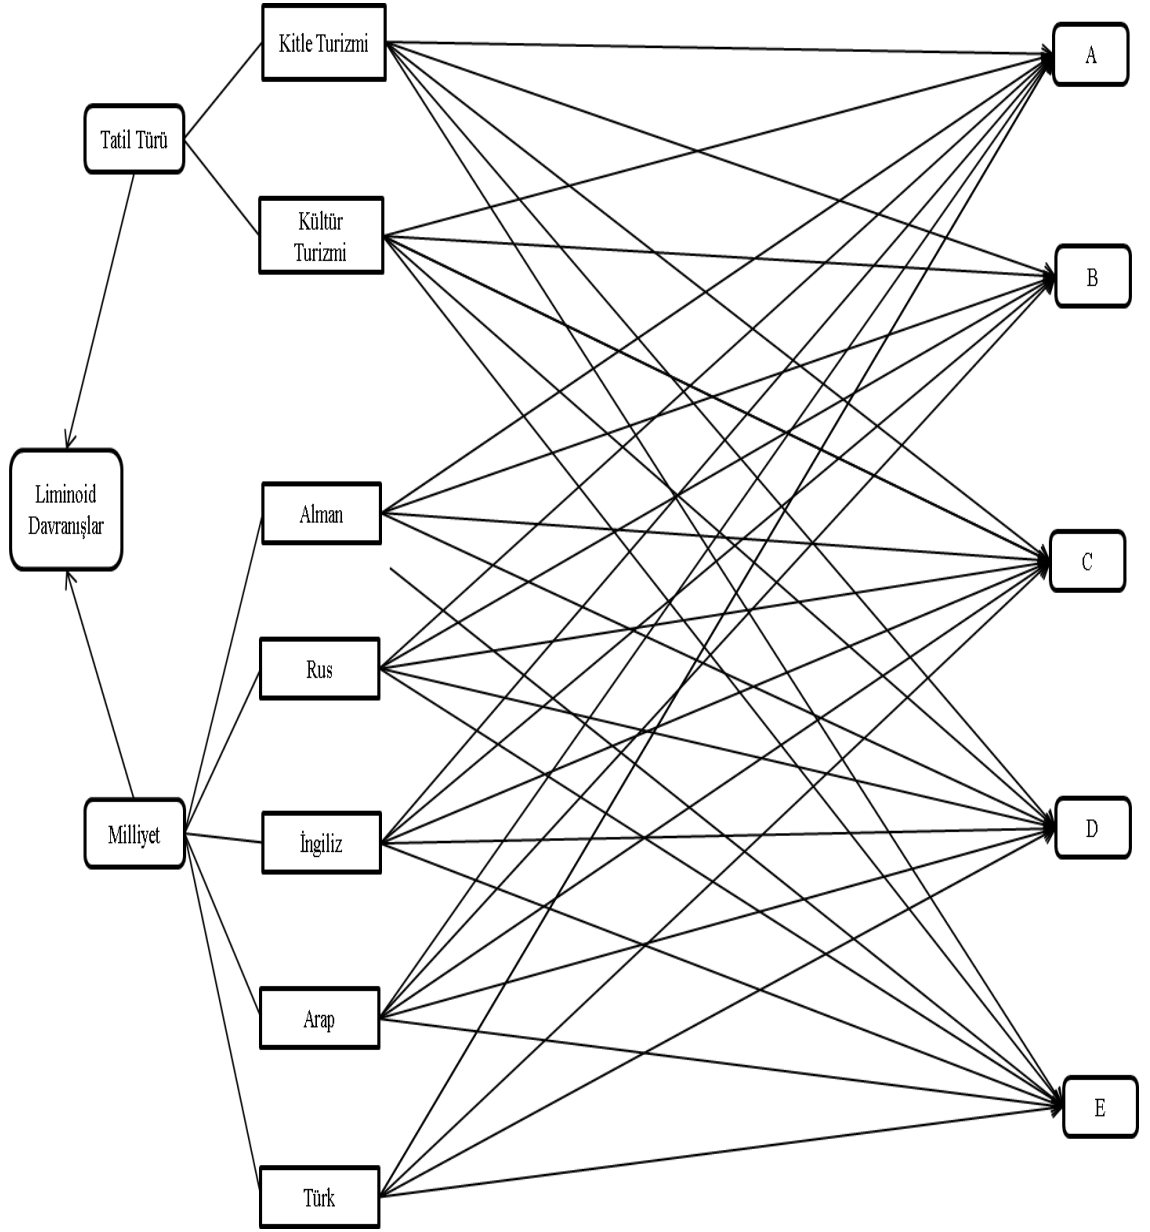 Kitle Turizmi
A
Tatil Türü
Kültür
Turizmi
B
Liminoid
Davranışlar
Alman
C
Rus
Milliyet
İngiliz
D
Arap
E
Türk